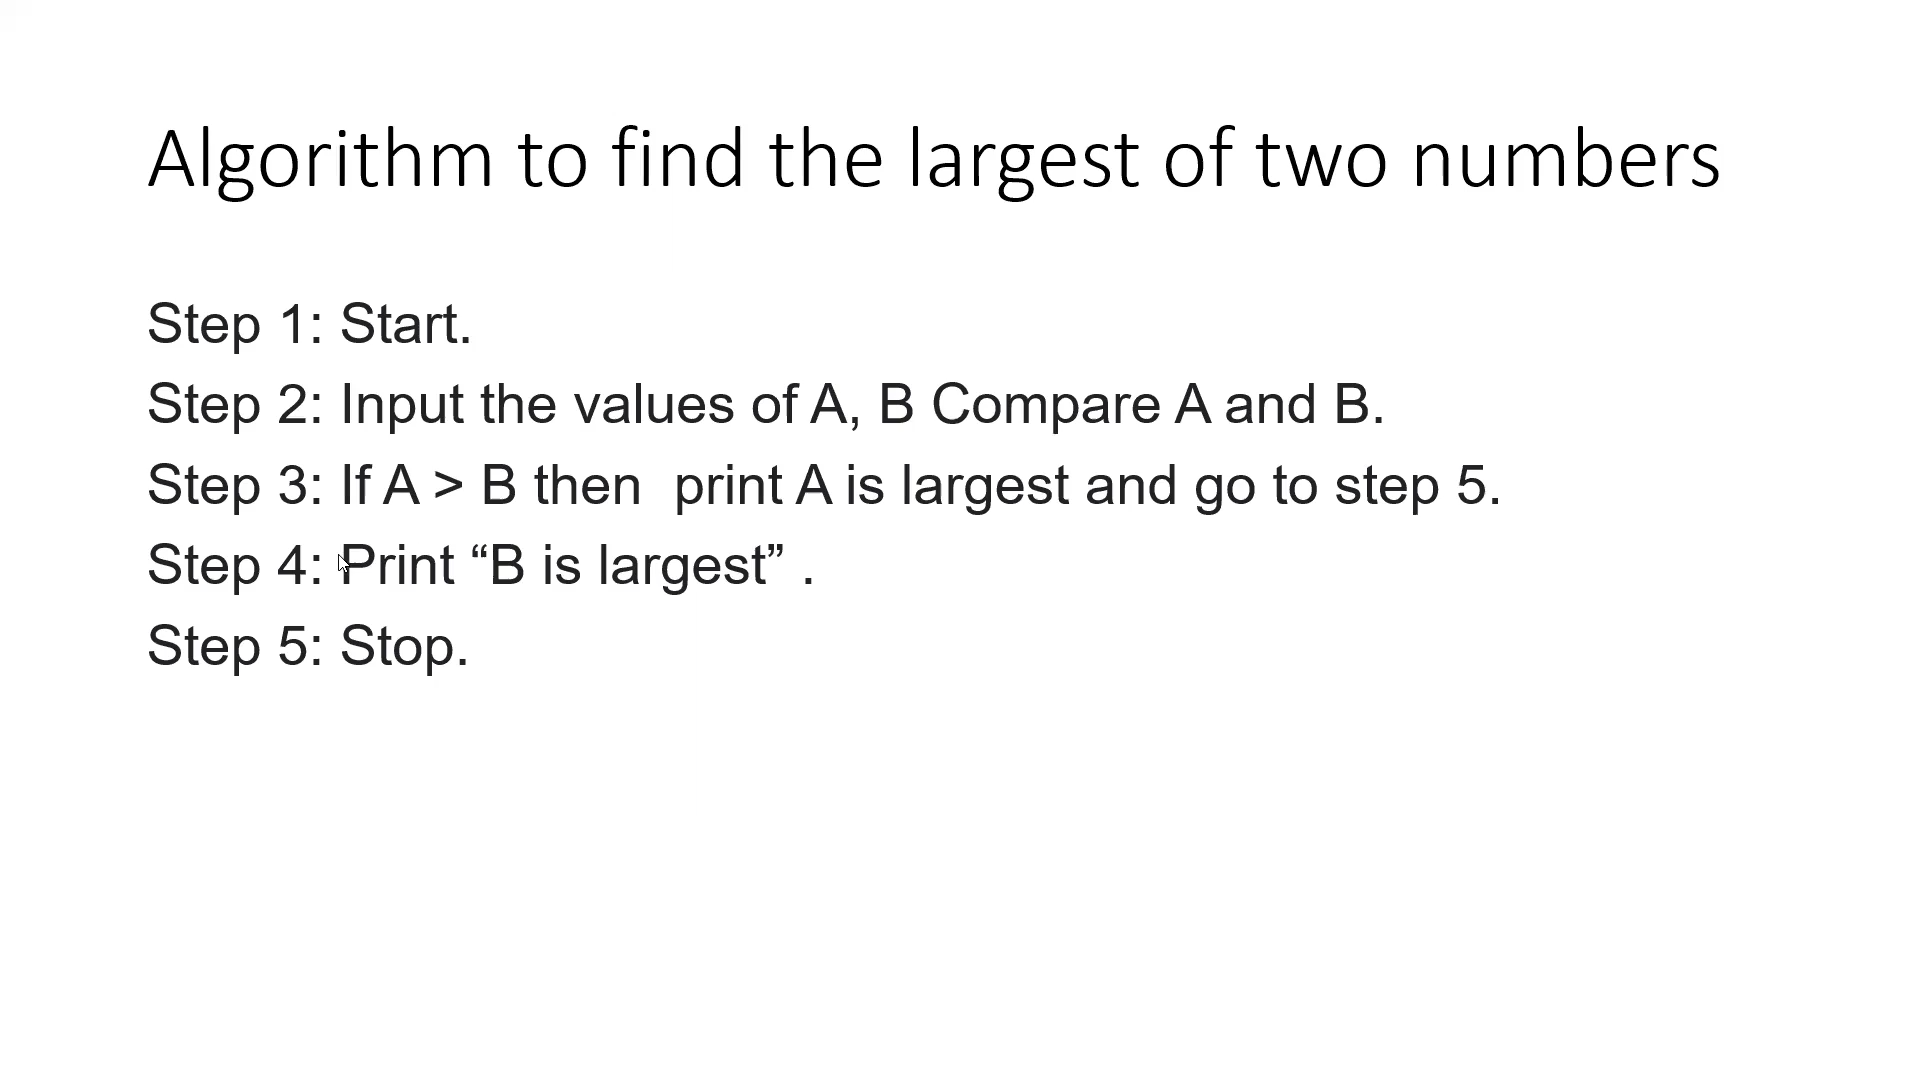 Algorithm to find the largest of two numbers
Step 1: Start.
Step 2: Input the values of A, B Compare A and B.
Step 3: If A > B then  print A is largest and go to step 5.
Step 4: Print “B is largest” .
Step 5: Stop.